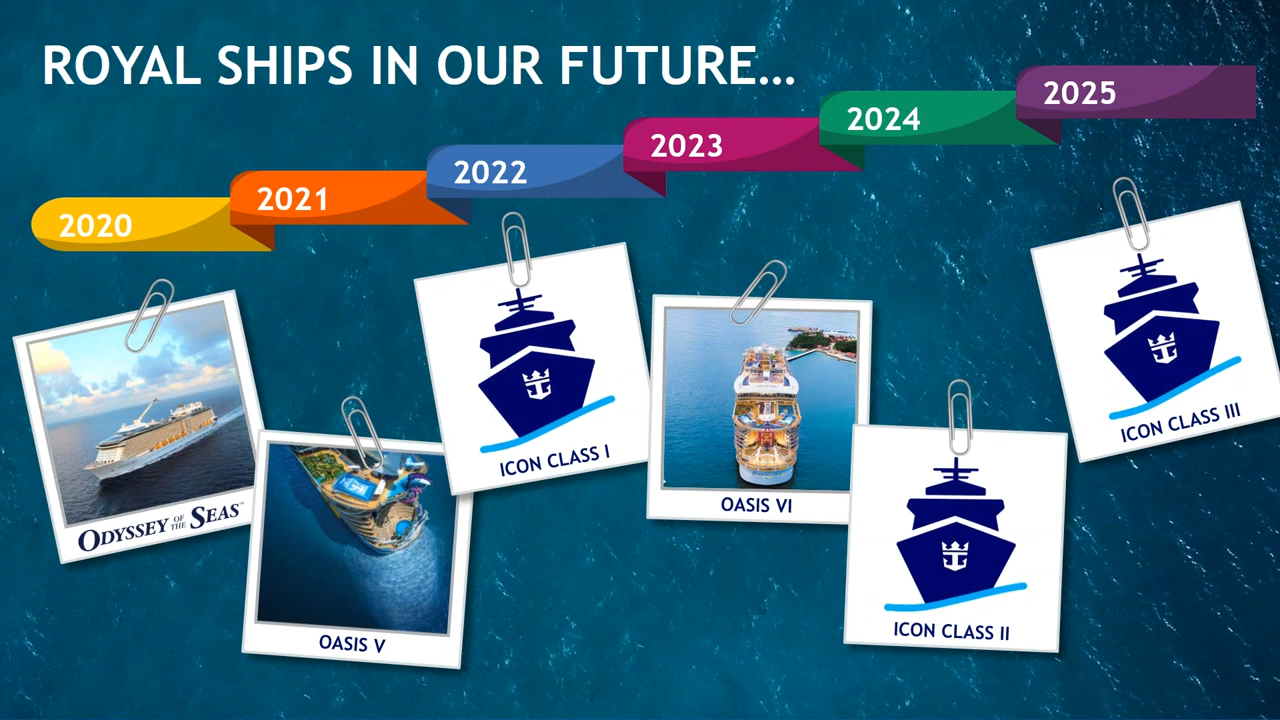 ROYAL SHIPS IN OUR FUTURE...
2020
2021
2022
2023
2024
2025
ODYSSEY OF THE SEAS™
OASIS V
ICON CLASS I
OASIS VI
ICON CLASS II
ICON CLASS III